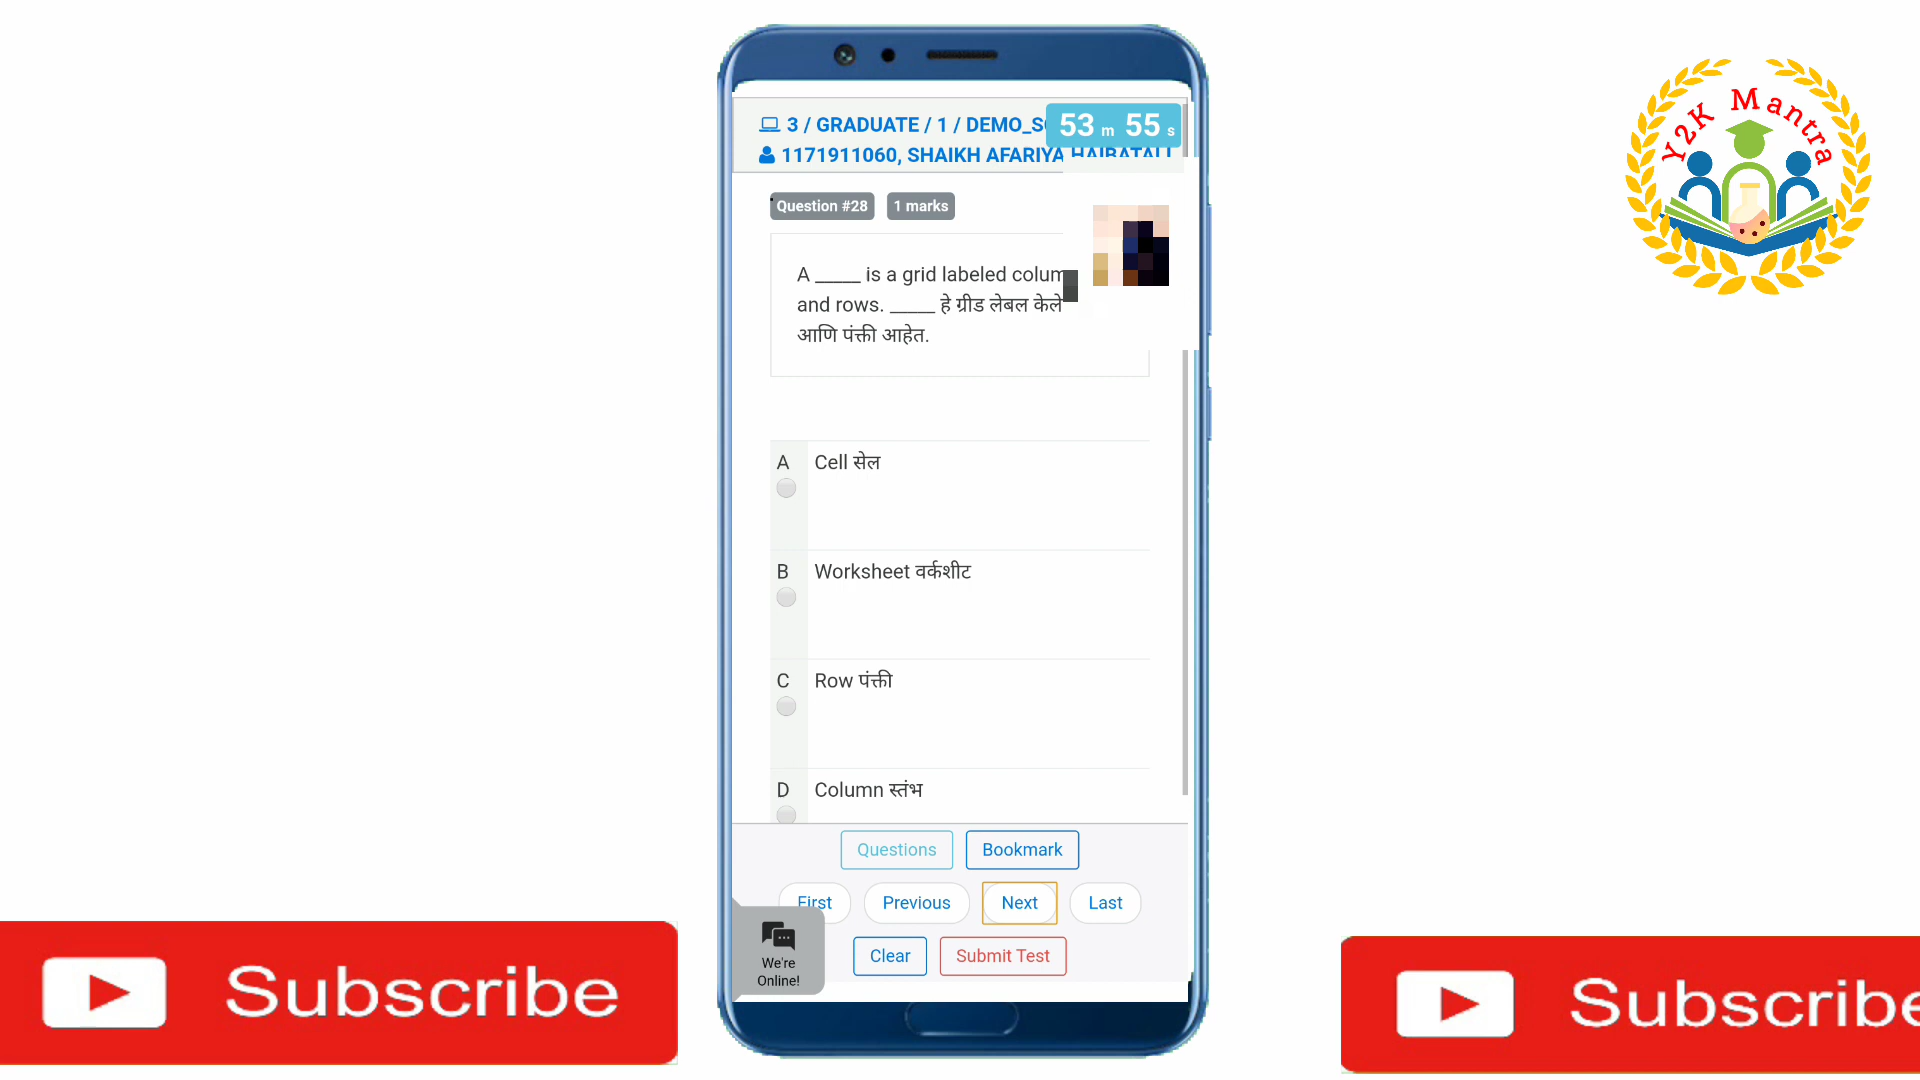 3 / GRADUATE / 1 / DEMO_S
53 m 55 s
1171911060, SHAIKH AFARIYA HAIBATALI
Y2K Mantra
Question #28
1 marks
A _____ is a grid labeled colum
and rows. _____ हे ग्रीड लेबल केले
आणि पंक्ती आहेत.
A Cell सेल
B Worksheet वर्कशीट
C Row पंक्ती
D Column स्तंभ
Questions Bookmark
First Previous Next Last
Clear Submit Test
We're
Online!
Subscribe
Subscribe